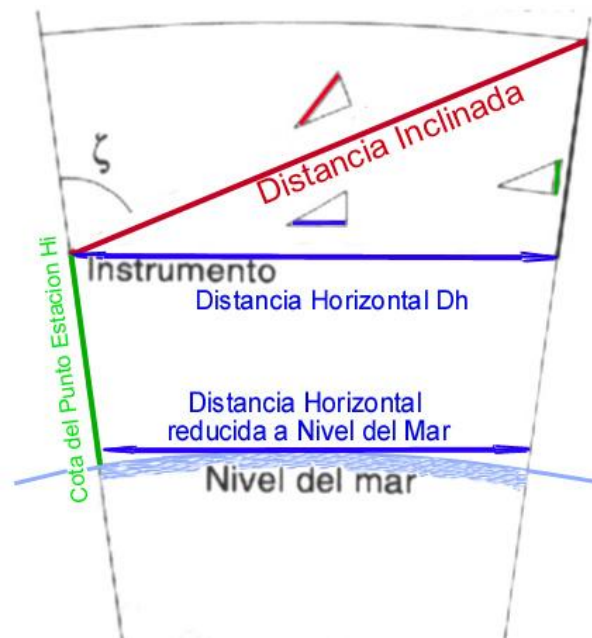 ζ
Distancia Inclinada
Instrumento
Distancia Horizontal Dh
Cota del Punto Estacion Hi
Distancia Horizontal
reducida a Nivel del Mar
Nivel del mar